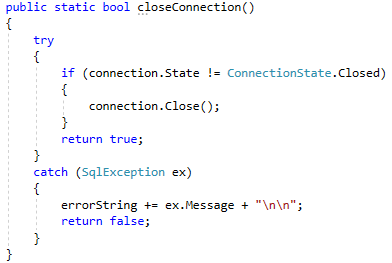 public static bool closeConnection()
{
    try
    {
        if (connection.State != ConnectionState.Closed)
        {
            connection.Close();
        }
        return true;
    }
    catch (SqlException ex)
    {
        errorString += ex.Message + "\n\n";
        return false;
    }
}